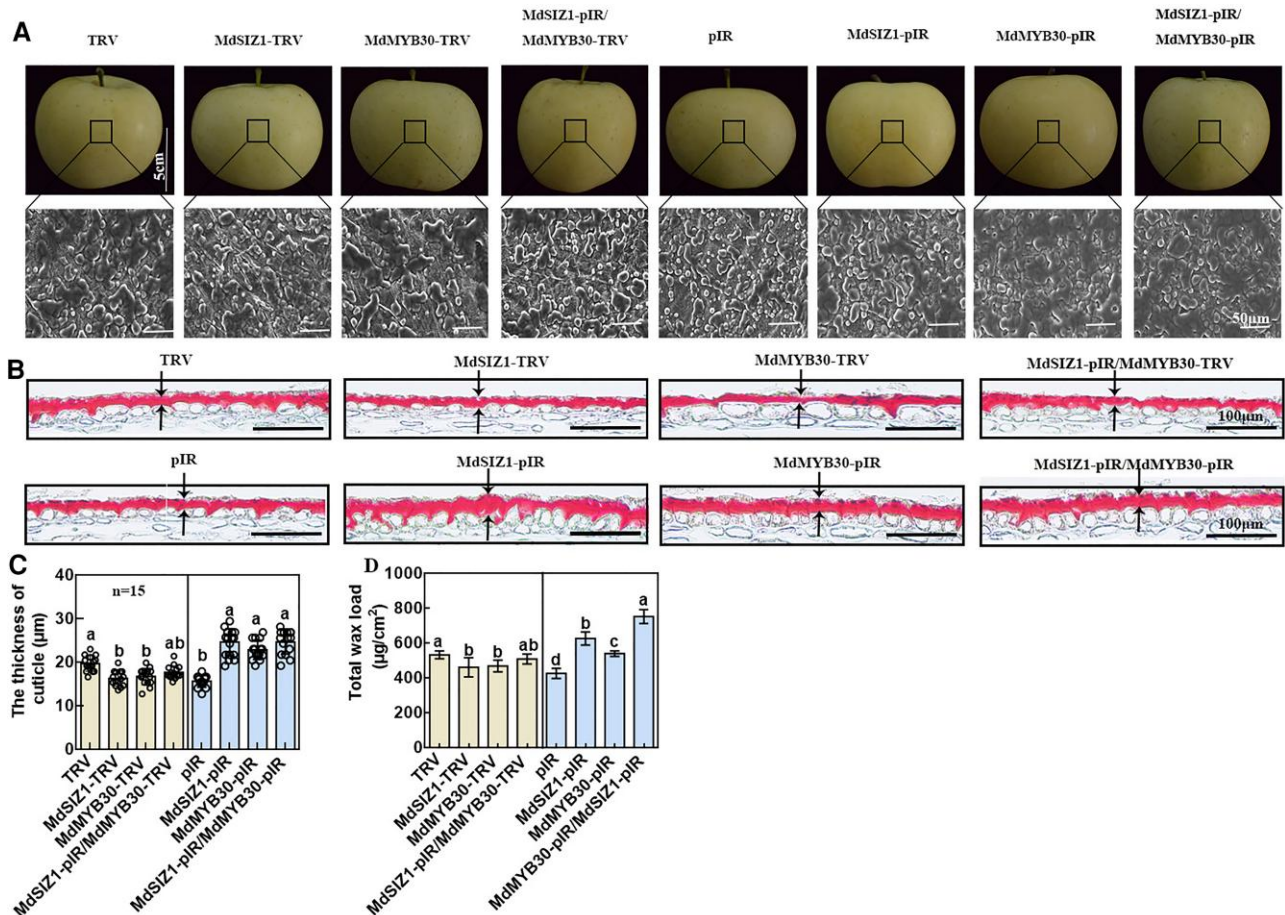 A
TRV
MdSIZ1-TRV
MdMYB30-TRV
MdSIZ1-pIR/
MdMYB30-TRV
pIR
MdSIZ1-pIR
MdMYB30-pIR
MdSIZ1-pIR/
MdMYB30-pIR
5cm
50μm
B
TRV
MdSIZ1-TRV
MdMYB30-TRV
MdSIZ1-pIR/MdMYB30-TRV
100μm
pIR
MdSIZ1-pIR
MdMYB30-pIR
MdSIZ1-pIR/MdMYB30-pIR
100μm
C
The thickness of
cuticle (μm)
40
30
20
10
0
n=15
a
b
b
ab
b
a
a
a
TRV
MdSIZ1-TRV
MdMYB30-TRV
MdSIZ1-pIR/MdMYB30-TRV
pIR
MdSIZ1-pIR
MdMYB30-pIR
MdSIZ1-pIR/MdMYB30-pIR
D
Total wax load
(μg/cm²)
1000
800
600
400
200
0
a
b
b
ab
d
b
c
a
TRV
MdSIZ1-TRV
MdMYB30-TRV
MdSIZ1-pIR/MdMYB30-TRV
pIR
MdSIZ1-pIR
MdMYB30-pIR
MdMYB30-pIR/MdSIZ1-pIR